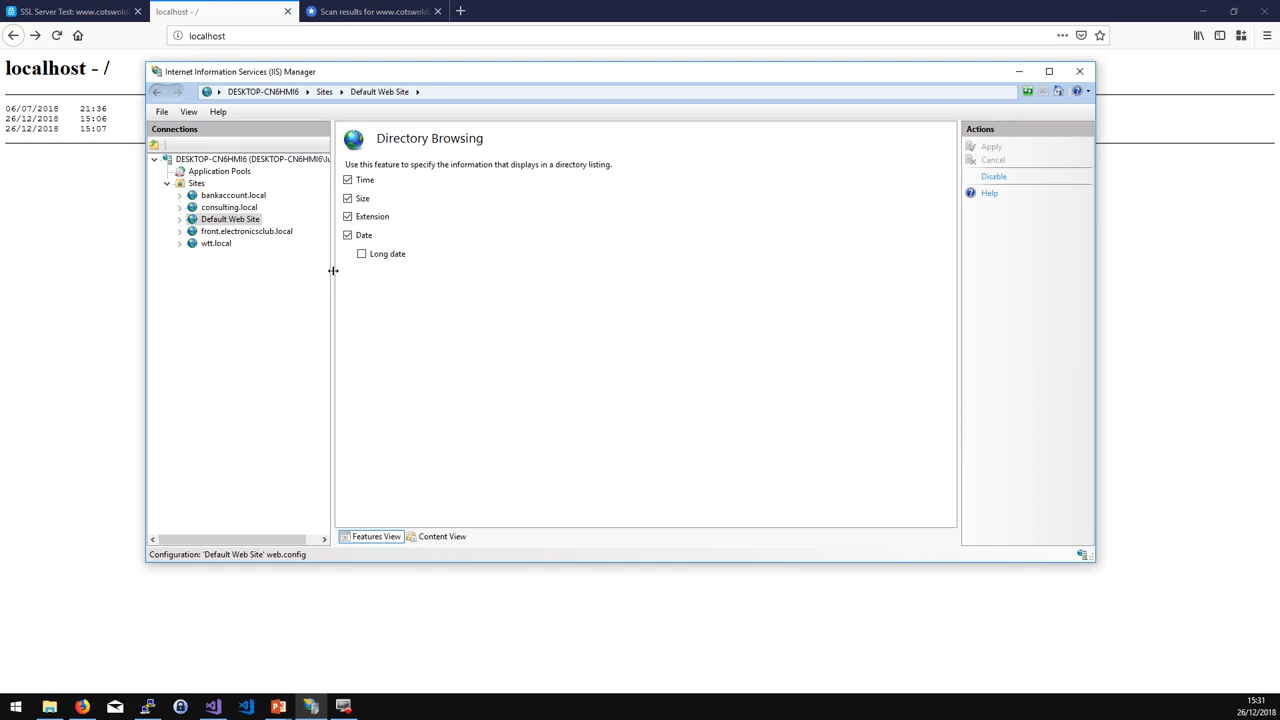 SSL Server Test: www.cotswold
localhost - /
Scan results for www.cotswold
localhost
localhost - /
06/07/2018 21:36
26/12/2018 15:06
26/12/2018 15:07
Internet Information Services (IIS) Manager
DESKTOP-CN6HMI6 Sites Default Web Site
File View Help
Connections
DESKTOP-CN6HMI6 (DESKTOP-CN6HMI6\lu
Application Pools
Sites
bankaccount.local
consulting.local
Default Web Site
front.electronicsclub.local
wtt.local
Directory Browsing
Use this feature to specify the information that displays in a directory listing.
Time
Size
Extension
Date
Long date
Actions
Apply
Cancel
Disable
Help
Features View Content View
Configuration: 'Default Web Site' web.config
15:31
26/12/2018